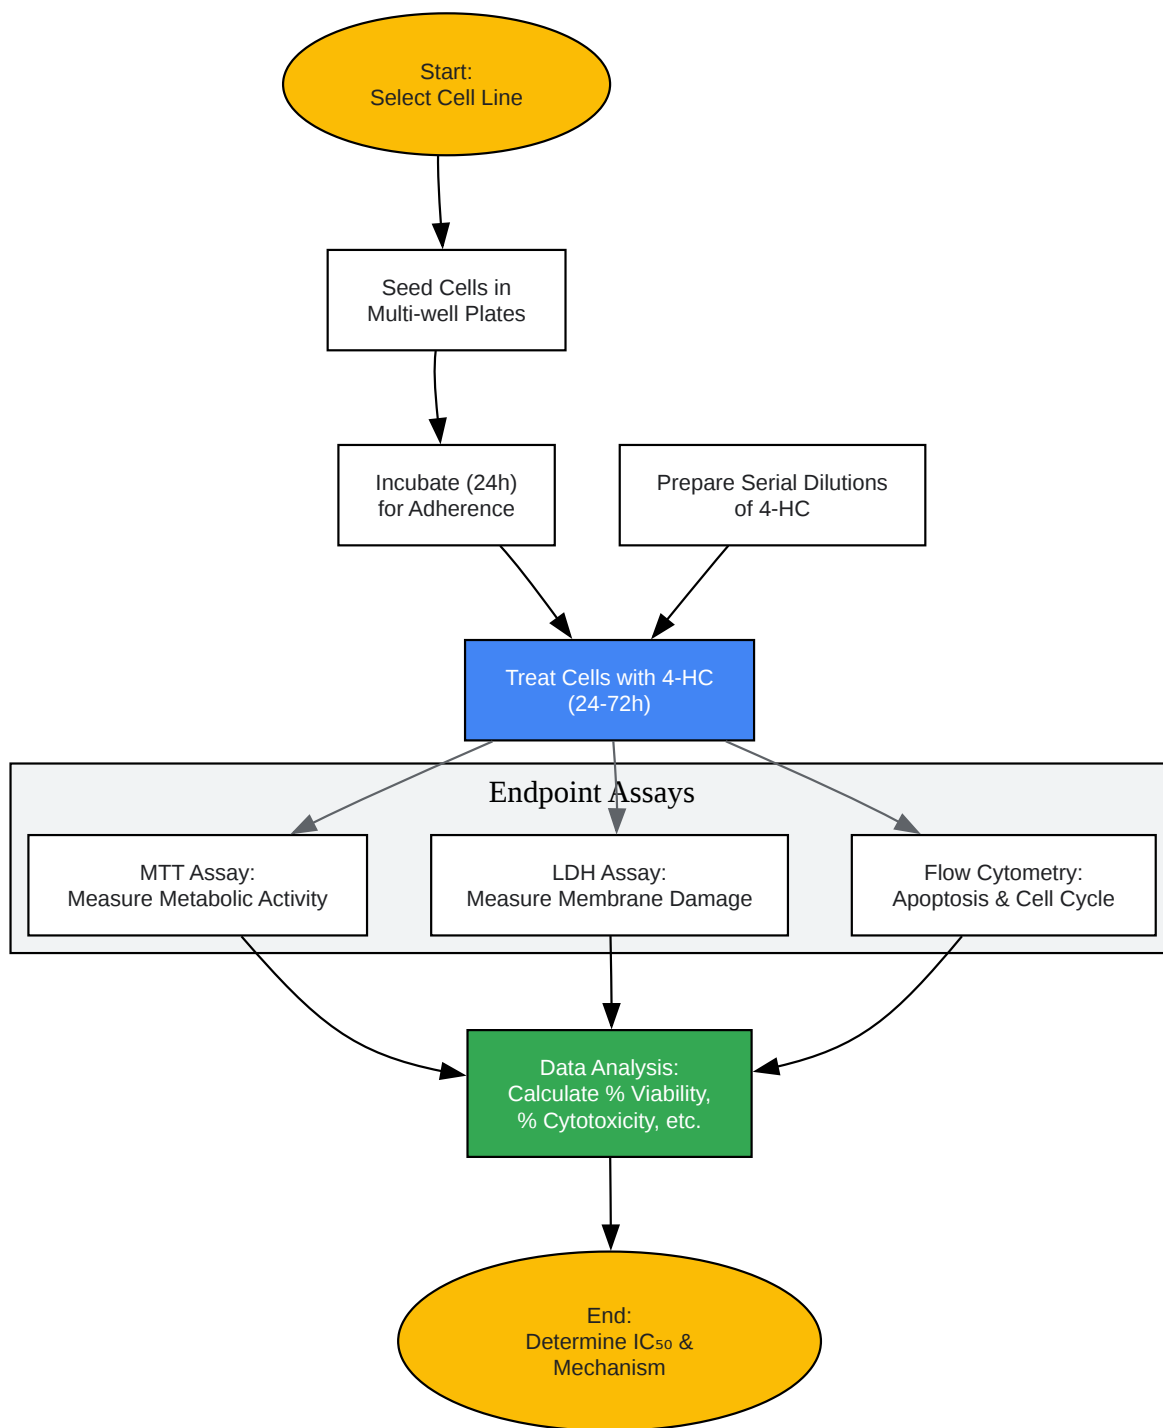 Start:
Select Cell Line
Seed Cells in
Multi-well Plates
Incubate (24h)
for Adherence
Prepare Serial Dilutions
of 4-HC
Treat Cells with 4-HC
(24-72h)
Endpoint Assays
MTT Assay:
Measure Metabolic Activity
LDH Assay:
Measure Membrane Damage
Flow Cytometry:
Apoptosis & Cell Cycle
Data Analysis:
Calculate % Viability,
% Cytotoxicity, etc.
End:
Determine IC₅₀ &
Mechanism